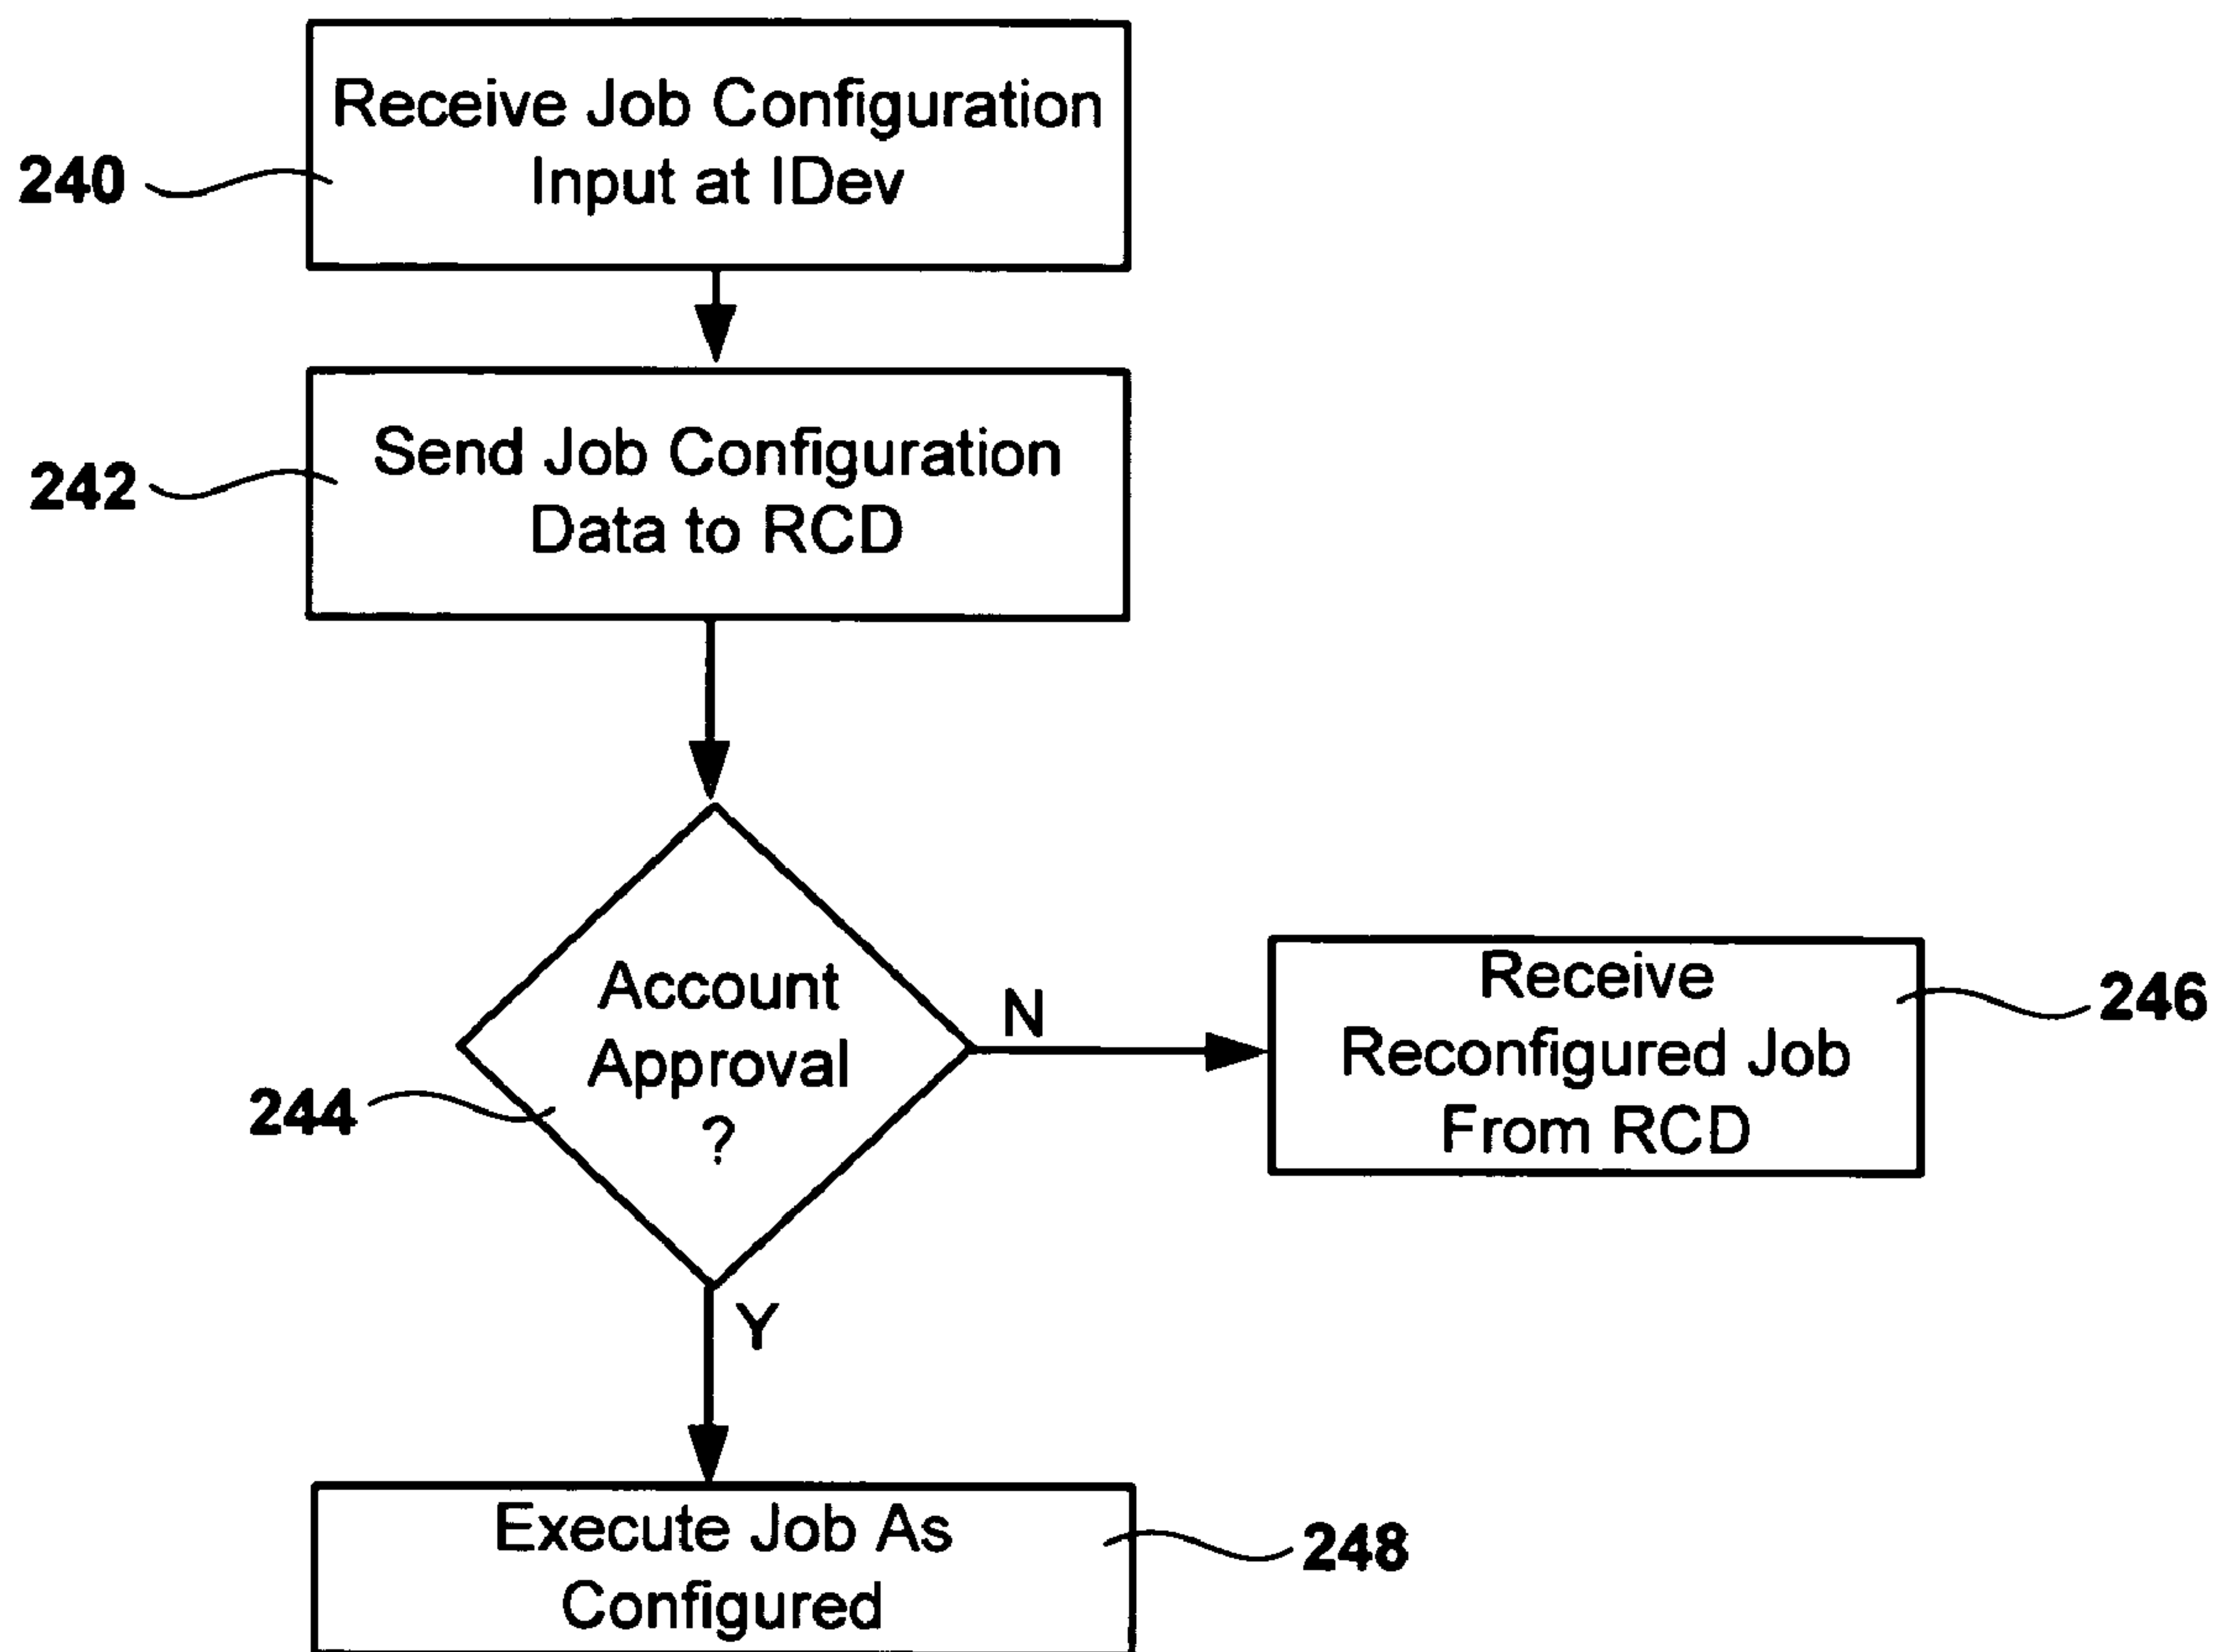 Receive Job Configuration
Input at IDev
240
Send Job Configuration
Data to RCD
242
Account
Approval
?
244
N
Receive
Reconfigured Job
From RCD
246
Y
Execute Job As
Configured
248